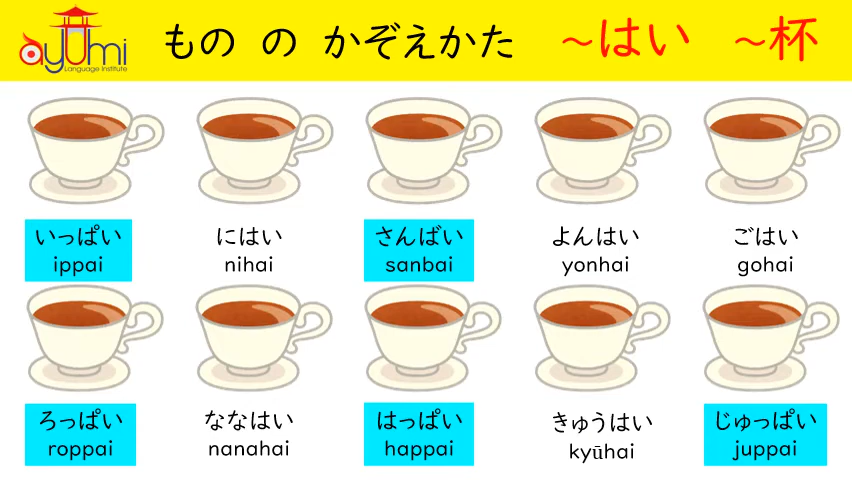 ayumi
Language Institute
もの の かぞえかた ~はい ~杯
いっぱい にはい さんばい よんはい ごはい
ippai nihai sanbai yonhai gohai
ろっぱい ななはい はっぱい きゅうはい じゅっぱい
roppai nanahai happai kyūhai juppai